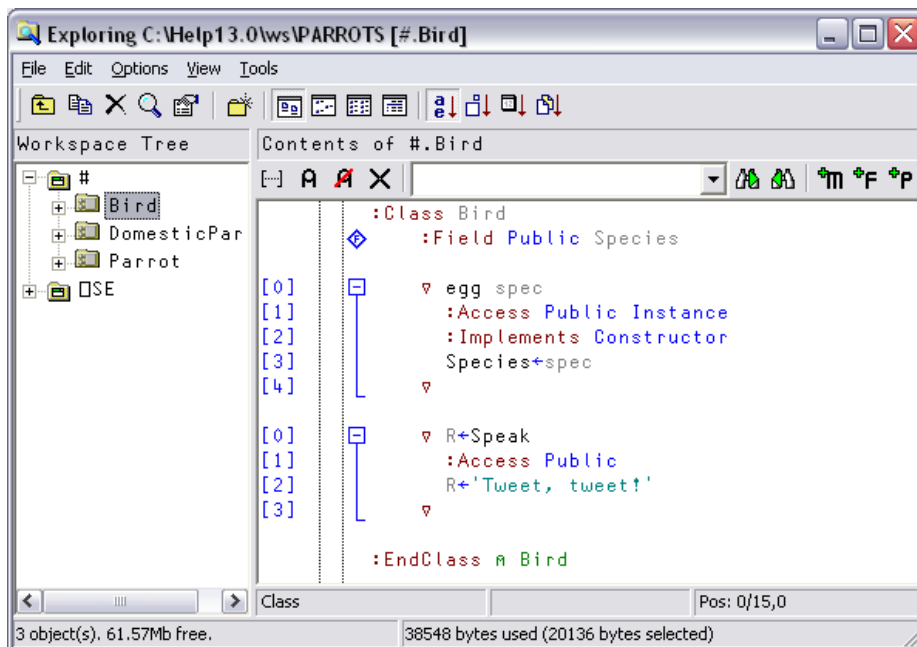 Exploring C:\Help13.0\ws\PARROTS [#.Bird]
File Edit Options View Tools
Workspace Tree
Contents of #.Bird
#
Bird
DomesticPar
Parrot
⎕SE
:Class Bird
:Field Public Species
[0] ∇ egg spec
[1] :Access Public Instance
[2] :Implements Constructor
[3] Species←spec
[4] ∇
[0] ∇ R←Speak
[1] :Access Public
[2] R←'Tweet, tweet!'
[3] ∇
:EndClass ⍝ Bird
Class Pos: 0/15,0
3 object(s). 61.57Mb free. 38548 bytes used (20136 bytes selected)